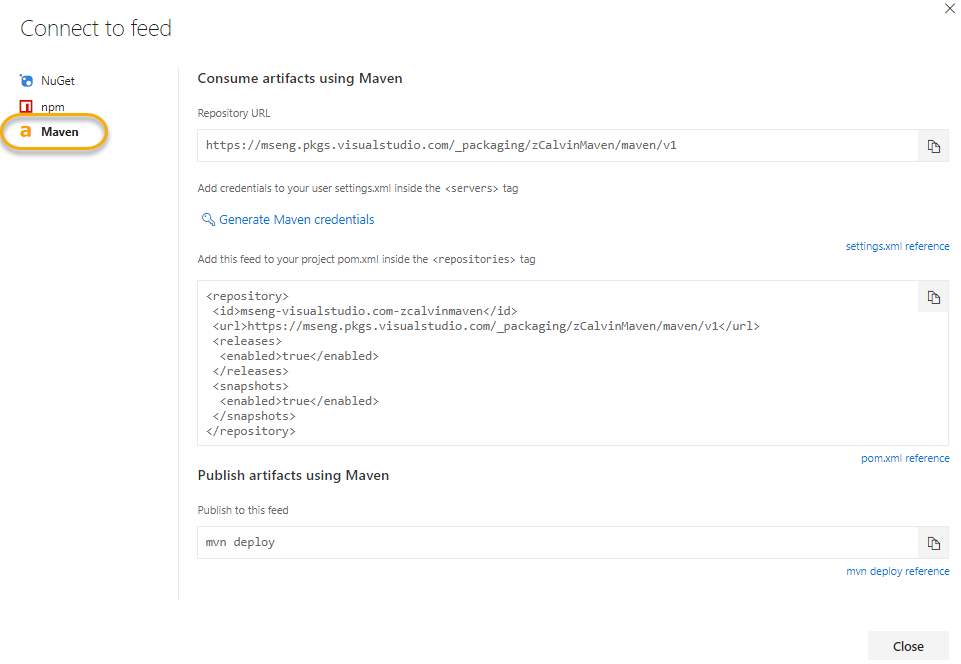 Connect to feed
NuGet
npm
a Maven
Consume artifacts using Maven
Repository URL
https://mseng.pkgs.visualstudio.com/_packaging/zCalvinMaven/maven/v1
Add credentials to your user settings.xml inside the <servers> tag
Generate Maven credentials
settings.xml reference
Add this feed to your project pom.xml inside the <repositories> tag
<repository>
<id>mseng-visualstudio.com-zcalvinmaven</id>
<url>https://mseng.pkgs.visualstudio.com/_packaging/zCalvinMaven/maven/v1</url>
<releases>
<enabled>true</enabled>
</releases>
<snapshots>
<enabled>true</enabled>
</snapshots>
</repository>
pom.xml reference
Publish artifacts using Maven
Publish to this feed
mvn deploy
mvn deploy reference
Close